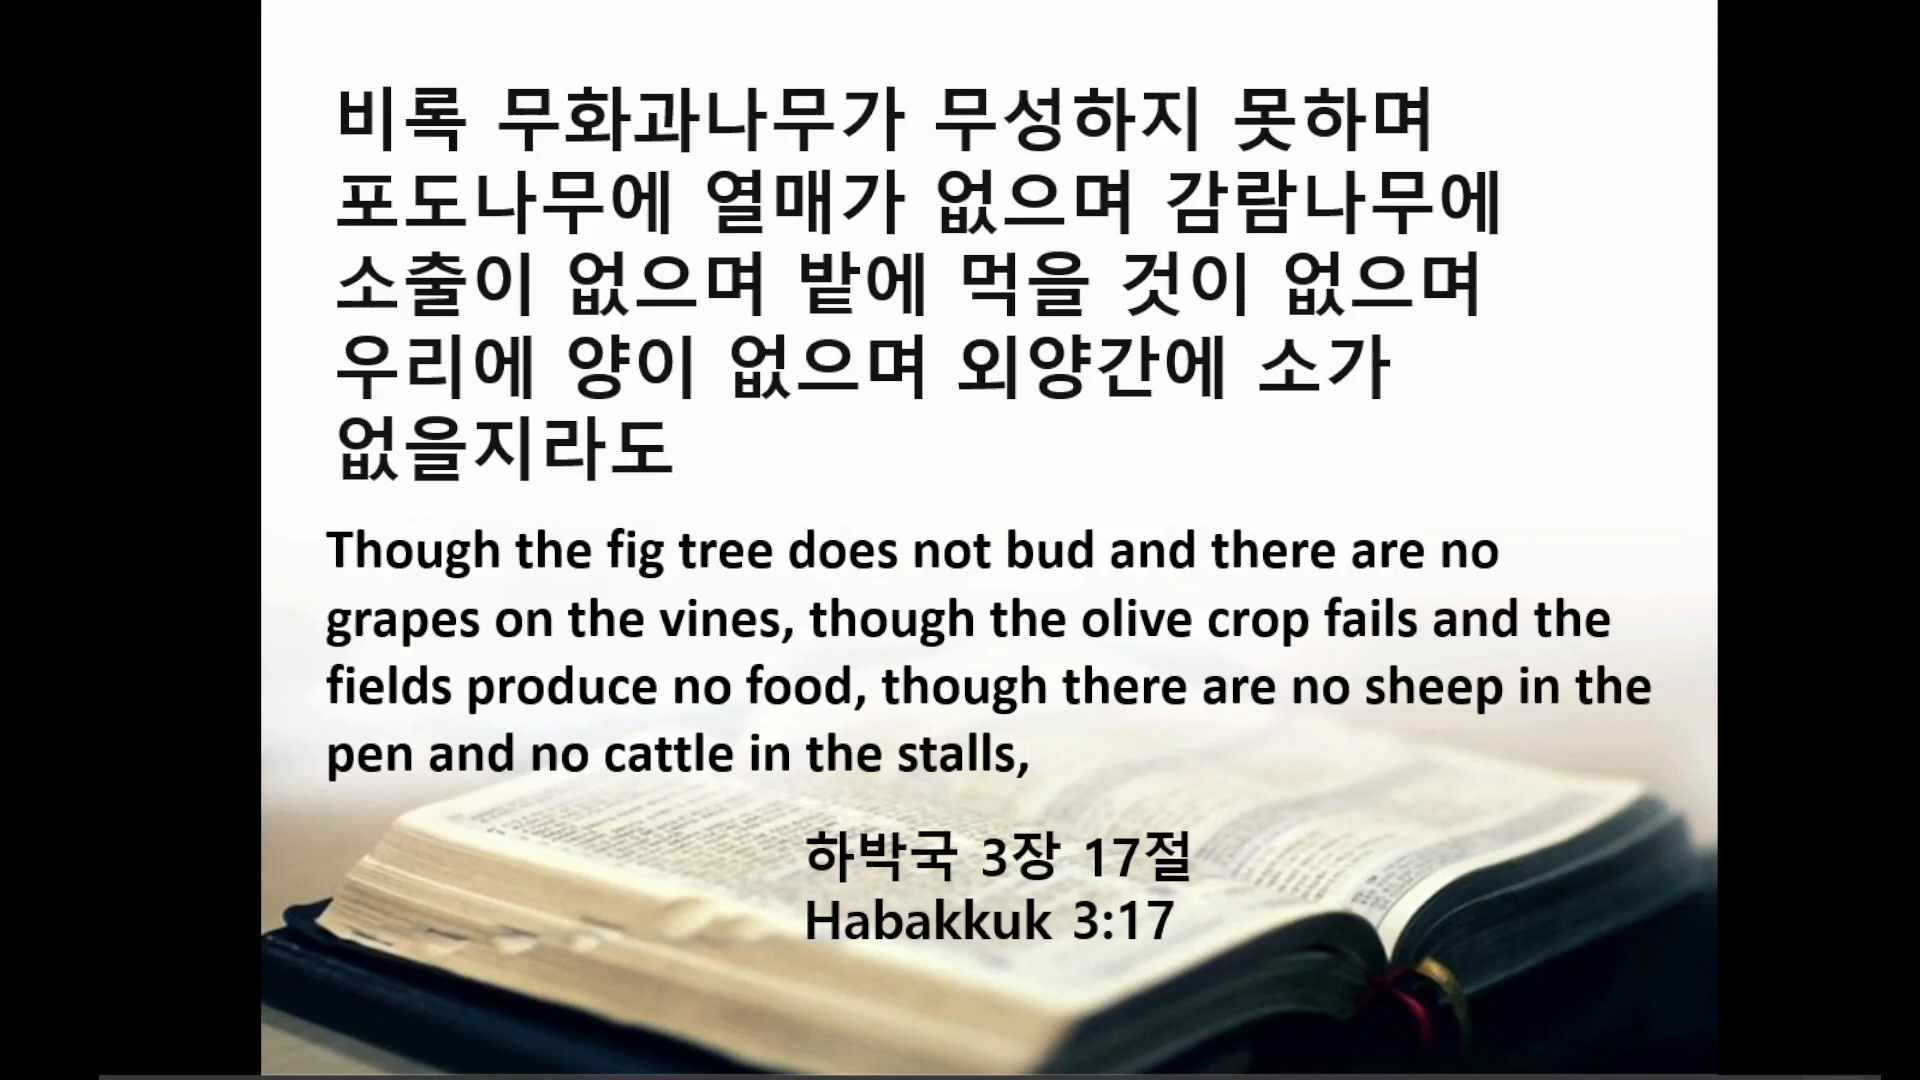 비록 무화과나무가 무성하지 못하며
포도나무에 열매가 없으며 감람나무에
소출이 없으며 밭에 먹을 것이 없으며
우리에 양이 없으며 외양간에 소가
없을지라도
Though the fig tree does not bud and there are no
grapes on the vines, though the olive crop fails and the
fields produce no food, though there are no sheep in the
pen and no cattle in the stalls,
하박국 3장 17절
Habakkuk 3:17